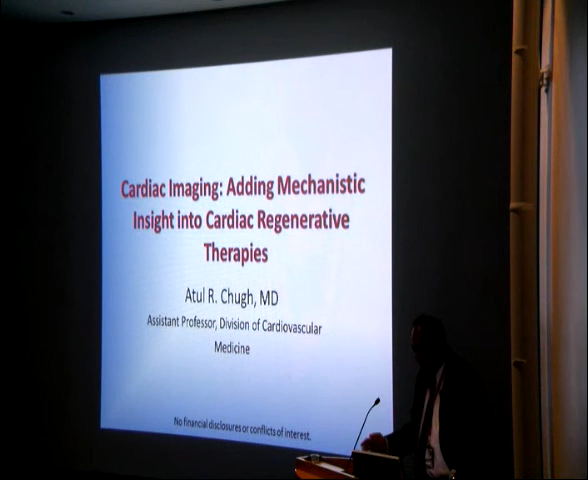 Cardiac Imaging: Adding Mechanistic
Insight into Cardiac Regenerative
Therapies
Atul R. Chugh, MD
Assistant Professor, Division of Cardiovascular
Medicine
No financial disclosures or conflicts of interest.